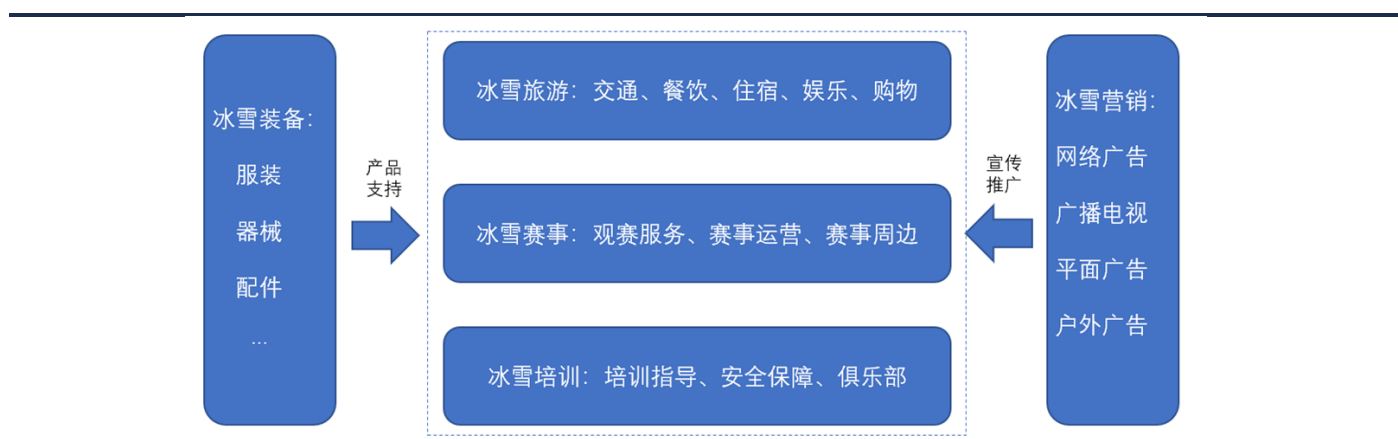 冰雪装备：
服装
器械
配件
…
产品
支持
冰雪旅游：交通、餐饮、住宿、娱乐、购物
冰雪赛事：观赛服务、赛事运营、赛事周边
冰雪培训：培训指导、安全保障、俱乐部
宣传
推广
冰雪营销：
网络广告
广播电视
平面广告
户外广告